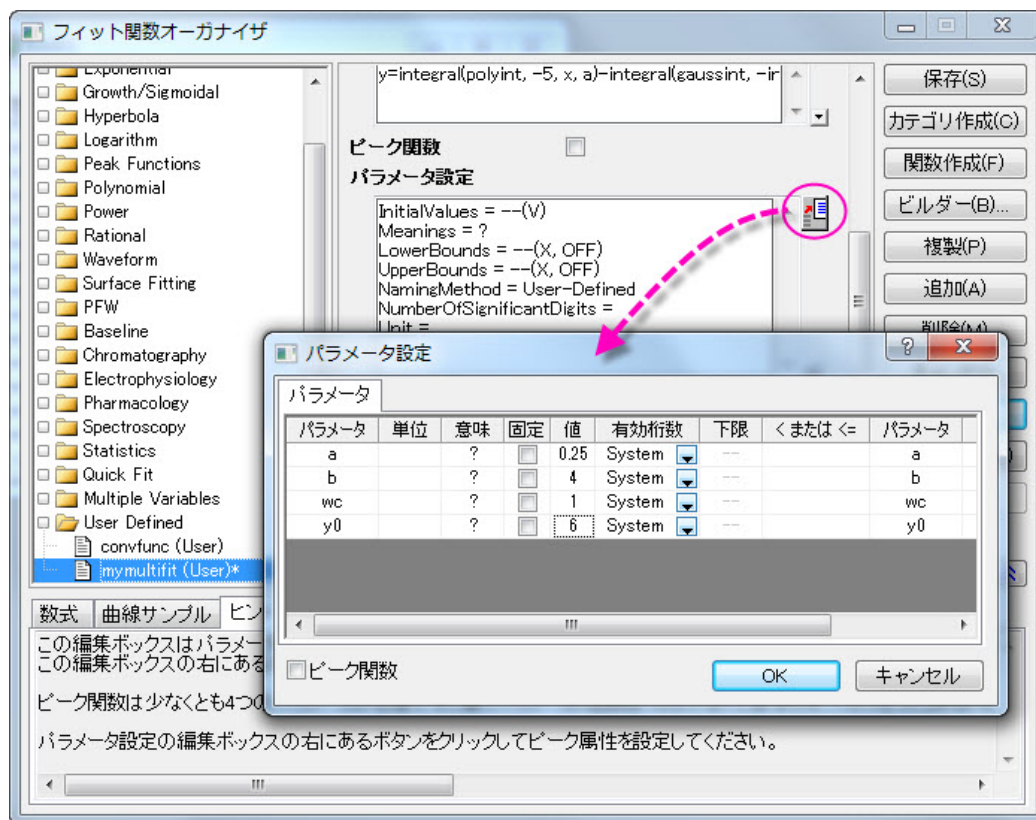 フィット関数オーガナイザ
Exponential
Growth/Sigmoidal
Hyperbola
Logarithm
Peak Functions
Polynomial
Power
Rational
Waveform
Surface Fitting
PFW
Baseline
Chromatography
Electrophysiology
Pharmacology
Spectroscopy
Statistics
Quick Fit
Multiple Variables
User Defined
convfunc (User)
mymultifit (User)*
y=integral(polyint, -5, x, a)-integral(gaussint, -in
ピーク関数
パラメータ設定
InitialValues = --(V)
Meanings = ?
LowerBounds = --(X, OFF)
UpperBounds = --(X, OFF)
NamingMethod = User-Defined
NumberOfSignificantDigits =
Unit =
保存(S)
カテゴリ作成(C)
関数作成(F)
ビルダー(B)...
複製(P)
追加(A)
削除(M)
パラメータ設定
パラメータ
パラメータ 単位 意味 固定 値 有効桁数 下限 < または <= パラメータ
a ? 0.25 System -- a
b ? 4 System -- b
wc ? 1 System -- wc
y0 ? 6 System -- y0
ピーク関数
OK
キャンセル
数式 曲線サンプル ヒン
この編集ボックスはパラメー
この編集ボックスの右にある
ピーク関数は少なくとも4つの
パラメータ設定の編集ボックスの右にあるボタンをクリックしてピーク属性を設定してください。